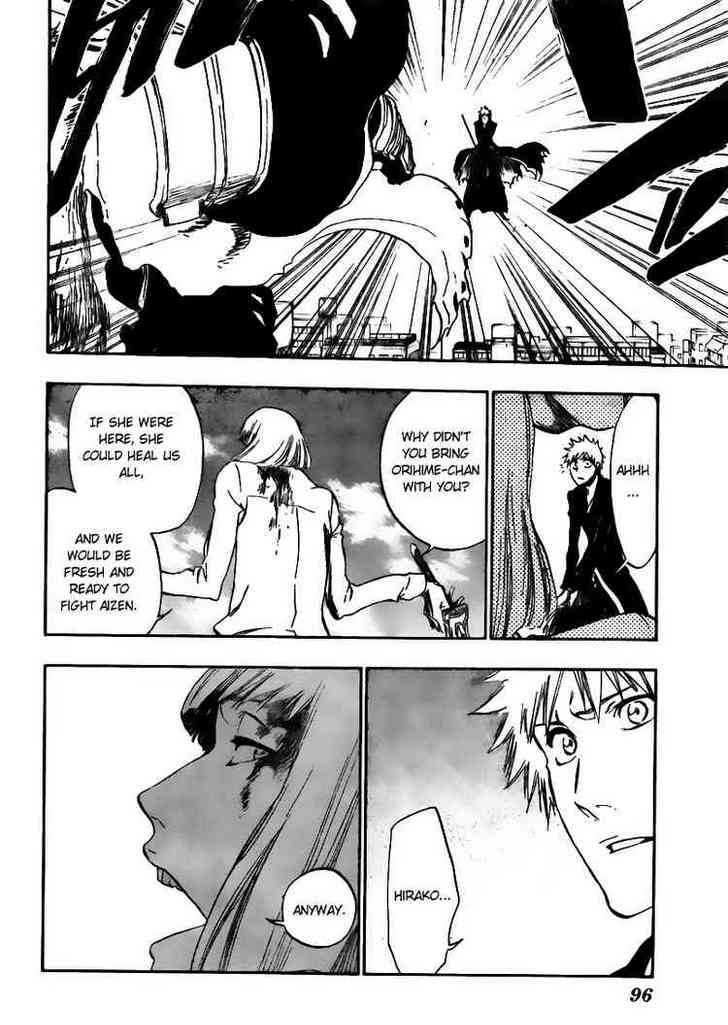 AHHH
...
WHY DIDN'T
YOU BRING
ORIHIME-CHAN
WITH YOU?
IF SHE WERE
HERE, SHE
COULD HEAL US
ALL,
AND WE
WOULD BE
FRESH AND
READY TO
FIGHT AIZEN.
HIRAKO...
ANYWAY.
96